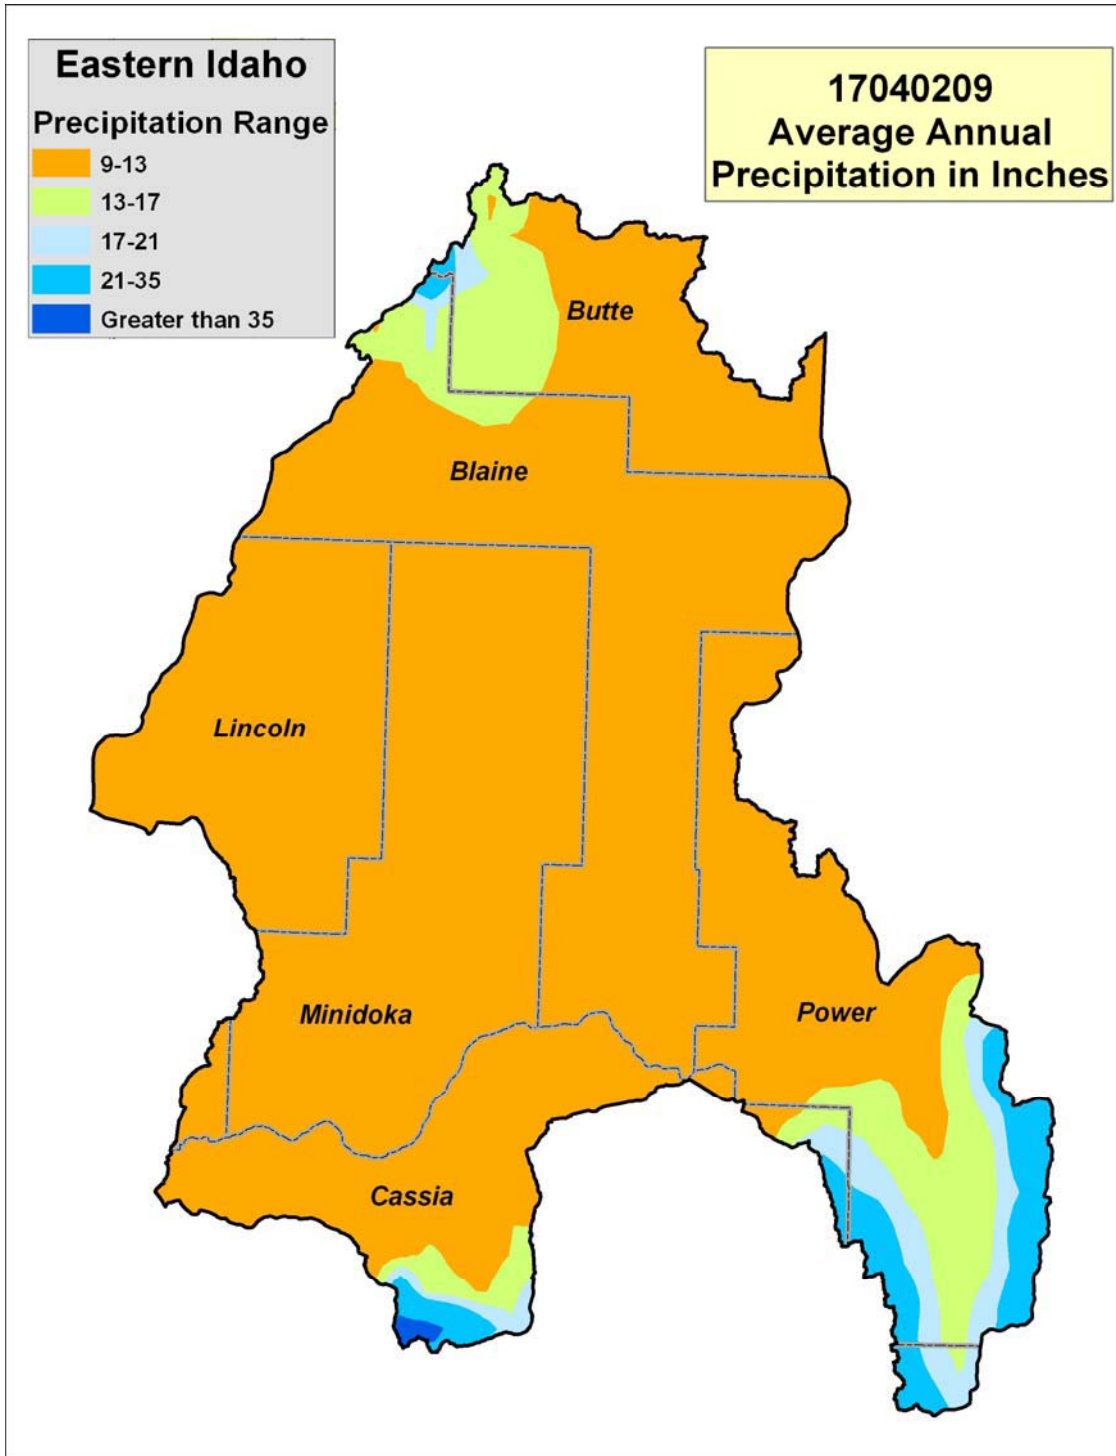 Eastern Idaho
Precipitation Range
9-13
13-17
17-21
21-35
Greater than 35
17040209
Average Annual
Precipitation in Inches
Butte
Blaine
Lincoln
Minidoka
Power
Cassia